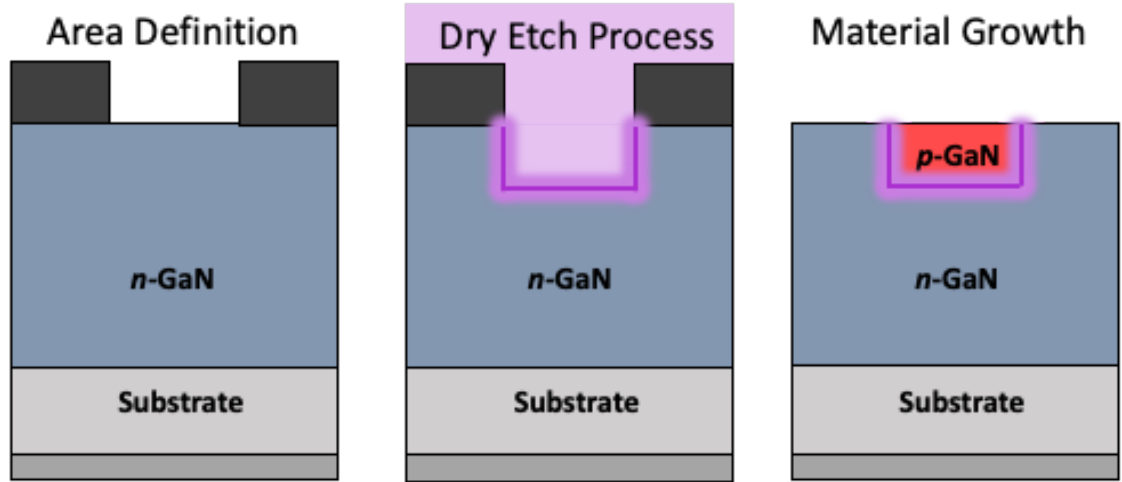 Area Definition
Dry Etch Process
Material Growth
p-GaN
n-GaN
n-GaN
n-GaN
Substrate
Substrate
Substrate